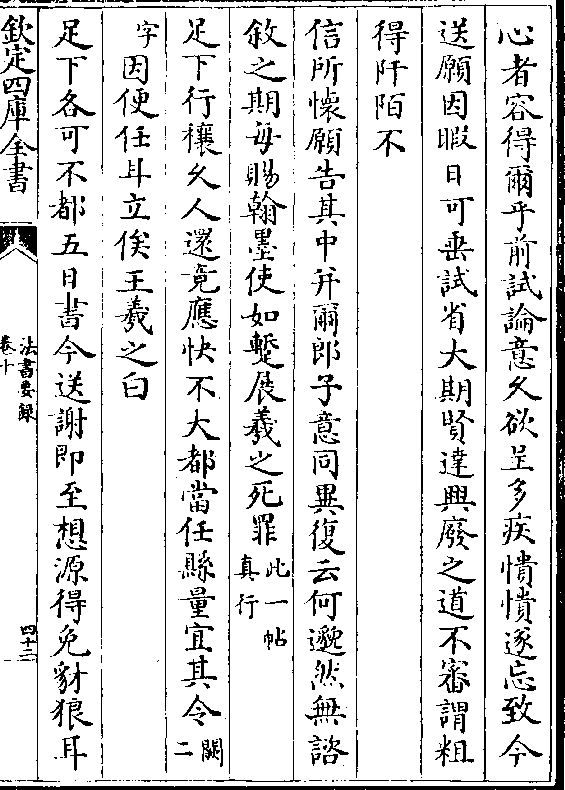 心者容得爾乎前試論意久欲呈多疾憒憒遂忘致今
送願因暇日可垂試省大期賢達興廢之道不審謂粗
得阡陌不
信所懷願告其中并爾郎子意同異復云何邈然無諮
敘之期毎賜翰墨使如蹔展羲之死罪此一帖
真行
足下行穰久人還竟應快不大都當任縣量宜其令闕
二
字因便任耳立俟王羲之白
足下各可不都五日書今送謝即至想源得免豺狼耳
欽定四庫全書
法書要錄
卷十
四十三